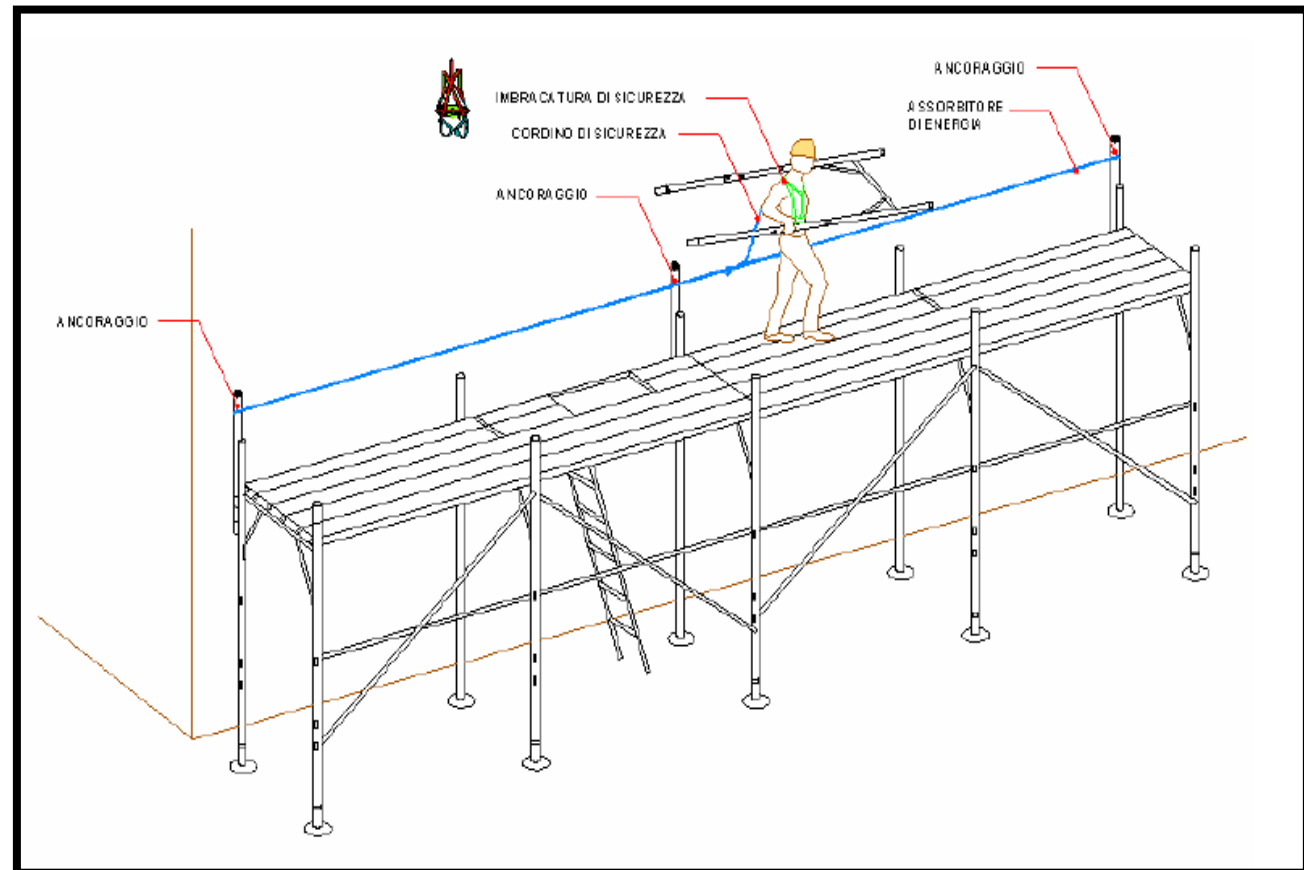 ANCORAGGIO
IMBRACATURA DI SICUREZZA
ASSORBITORE
DI ENERGIA
CORDINO DI SICUREZZA
ANCORAGGIO
ANCORAGGIO